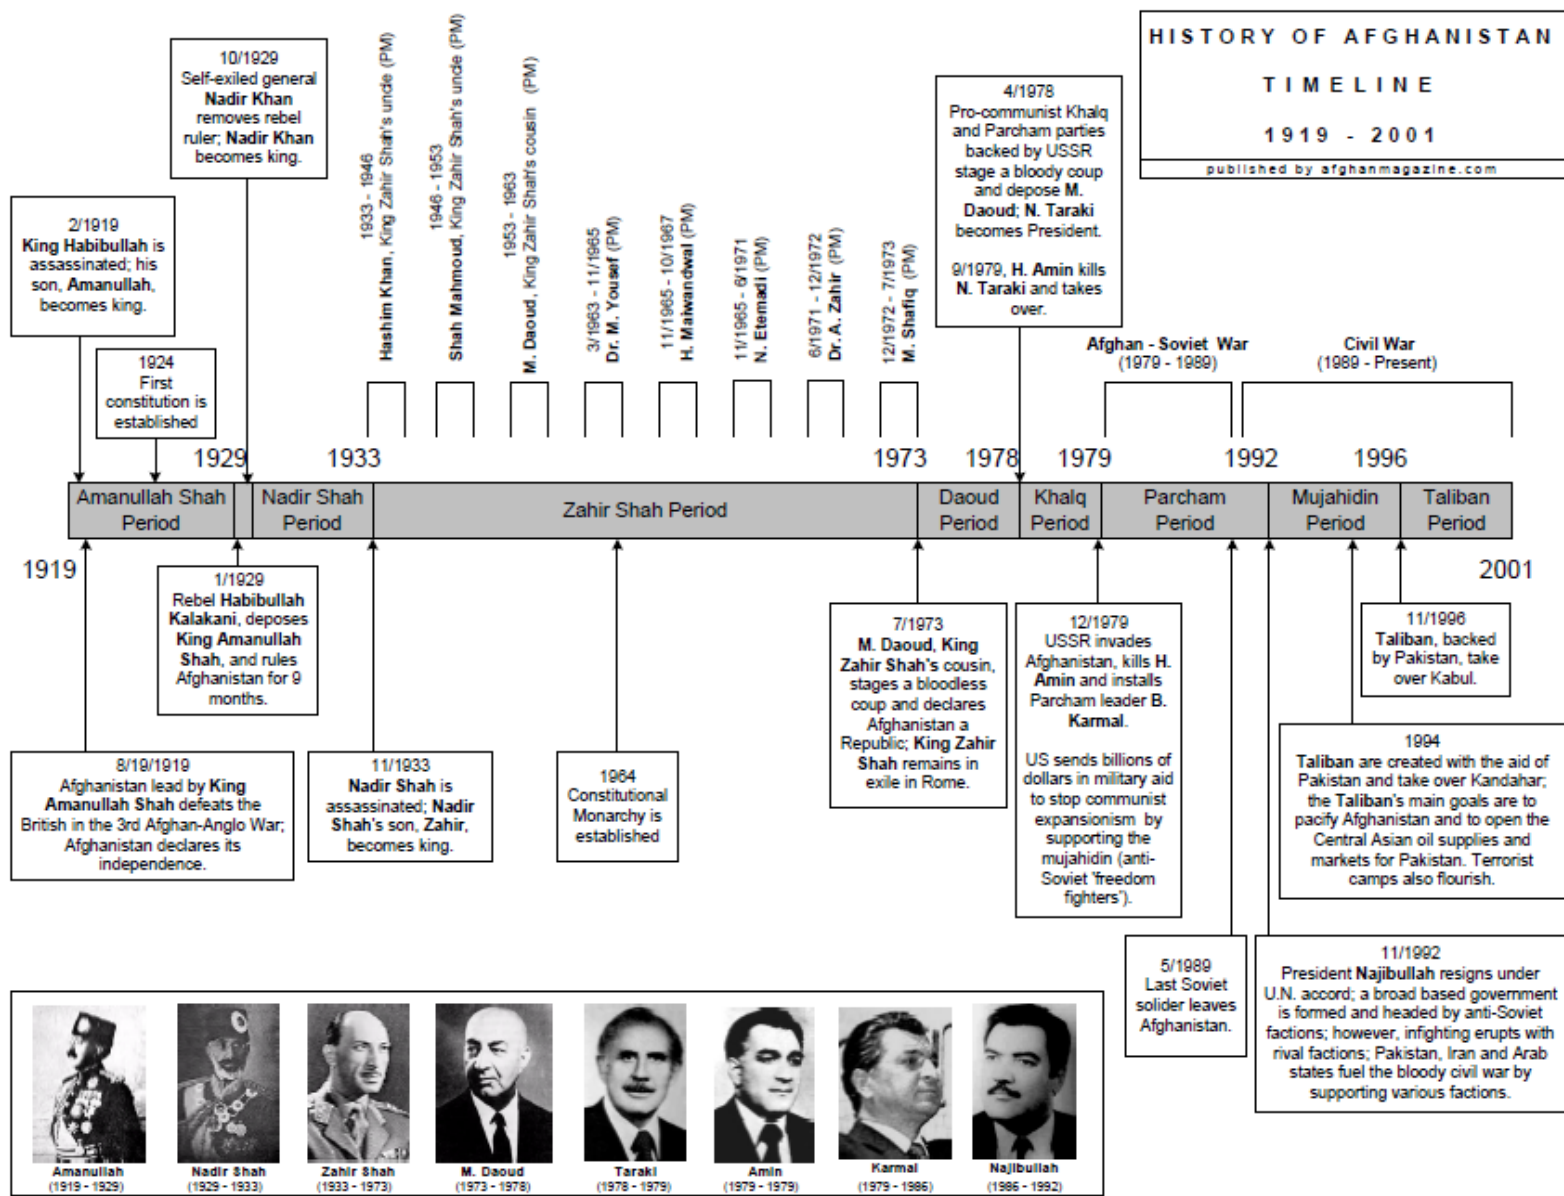 HISTORY OF AFGHANISTAN
TIMELINE
1919 - 2001
published by afghanmagazine.com
2/1919
King Habibullah is
assassinated; his
son, Amanullah,
becomes king.
1924
First
constitution is
established
10/1929
Self-exiled general
Nadir Khan
removes rebel
ruler; Nadir Khan
becomes king.
1933 - 1946
Hashim Khan, King Zahir Shah's uncle (PM)
1946 - 1953
Shah Mahmoud, King Zahir Shah's uncle (PM)
1953 - 1963
M. Daoud, King Zahir Shah's cousin (PM)
3/1963 - 11/1965
Dr. M. Yousef (PM)
11/1965 - 10/1967
H. Maiwandwal (PM)
11/1965 - 6/1971
N. Etemadi (PM)
6/1971 - 12/1972
Dr. A. Zahir (PM)
12/1972 - 7/1973
M. Shafiq (PM)
4/1978
Pro-communist Khalq
and Parcham parties
backed by USSR
stage a bloody coup
and depose M.
Daoud; N. Taraki
becomes President.
9/1979, H. Amin kills
N. Taraki and takes
over.
Afghan - Soviet War
(1979 - 1989)
Civil War
(1989 - Present)
1929
1933
1973
1978
1979
1992
1996
Amanullah Shah
Period
Nadir Shah
Period
Zahir Shah Period
Daoud
Period
Khalq
Period
Parcham
Period
Mujahidin
Period
Taliban
Period
1919
2001
1/1929
Rebel Habibullah
Kalakani, deposes
King Amanullah
Shah, and rules
Afghanistan for 9
months.
8/19/1919
Afghanistan lead by King
Amanullah Shah defeats the
British in the 3rd Afghan-Anglo War;
Afghanistan declares its
independence.
11/1933
Nadir Shah is
assassinated; Nadir
Shah's son, Zahir,
becomes king.
1964
Constitutional
Monarchy is
established
7/1973
M. Daoud, King
Zahir Shah's cousin,
stages a bloodless
coup and declares
Afghanistan a
Republic; King Zahir
Shah remains in
exile in Rome.
12/1979
USSR invades
Afghanistan, kills H.
Amin and installs
Parcham leader B.
Karmal.
US sends billions of
dollars in military aid
to stop communist
expansionism by
supporting the
mujahidin (anti-
Soviet 'freedom
fighters').
11/1996
Taliban, backed
by Pakistan, take
over Kabul.
1994
Taliban are created with the aid of
Pakistan and take over Kandahar;
the Taliban's main goals are to
pacify Afghanistan and to open the
Central Asian oil supplies and
markets for Pakistan. Terrorist
camps also flourish.
5/1989
Last Soviet
solider leaves
Afghanistan.
11/1992
President Najibullah resigns under
U.N. accord; a broad based government
is formed and headed by anti-Soviet
factions; however, infighting erupts with
rival factions; Pakistan, Iran and Arab
states fuel the bloody civil war by
supporting various factions.
Amanullah
(1919 - 1929)
Nadir Shah
(1929 - 1933)
Zahir Shah
(1933 - 1973)
M. Daoud
(1973 - 1978)
Taraki
(1978 - 1979)
Amin
(1979 - 1979)
Karmal
(1979 - 1986)
Najibullah
(1986 - 1992)